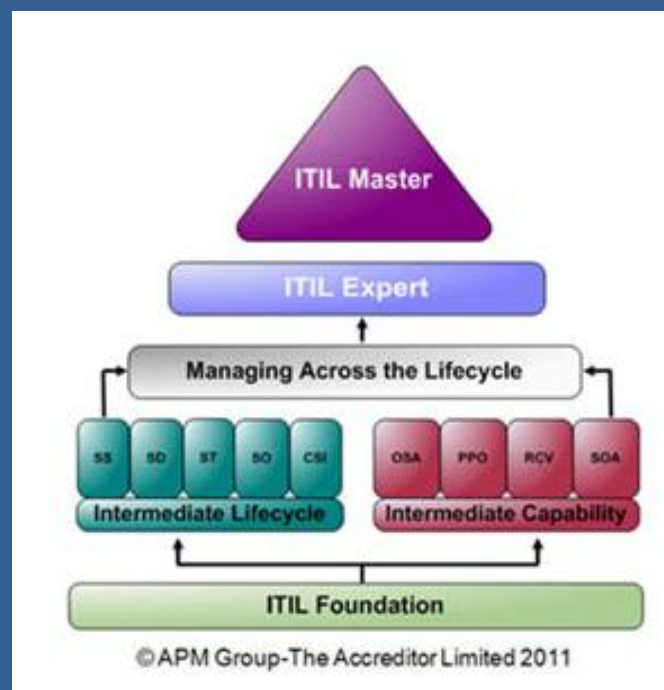 ITIL Master
ITIL Expert
Managing Across the Lifecycle
SS SD ST SO CSI
OSA PPO RCV SOA
Intermediate Lifecycle
Intermediate Capability
ITIL Foundation
© APM Group-The Accreditor Limited 2011